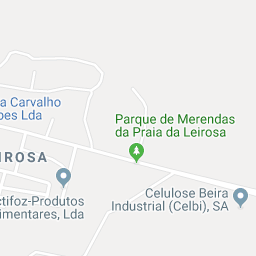 a Carvalho
pes Lda
Parque de Merendas
da Praia da Leirosa
IROSA
ctifoz-Produtos
imentares, Lda
Celulose Beira
Industrial (Celbi), SA